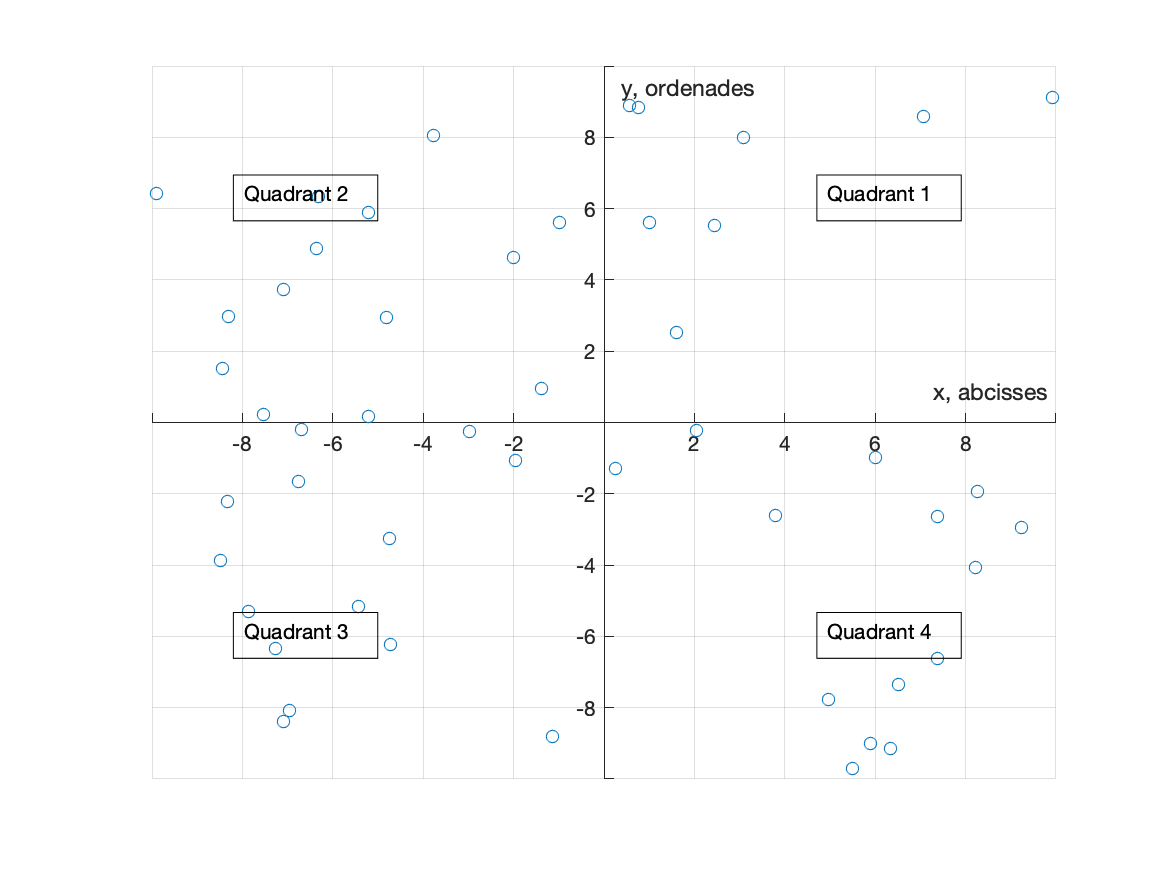 y, ordenades
8
Quadrant 2
Quadrant 1
6
4
2
x, abcisses
-8 -6 -4 -2 2 4 6 8
-2
-4
Quadrant 3
Quadrant 4
-6
-8